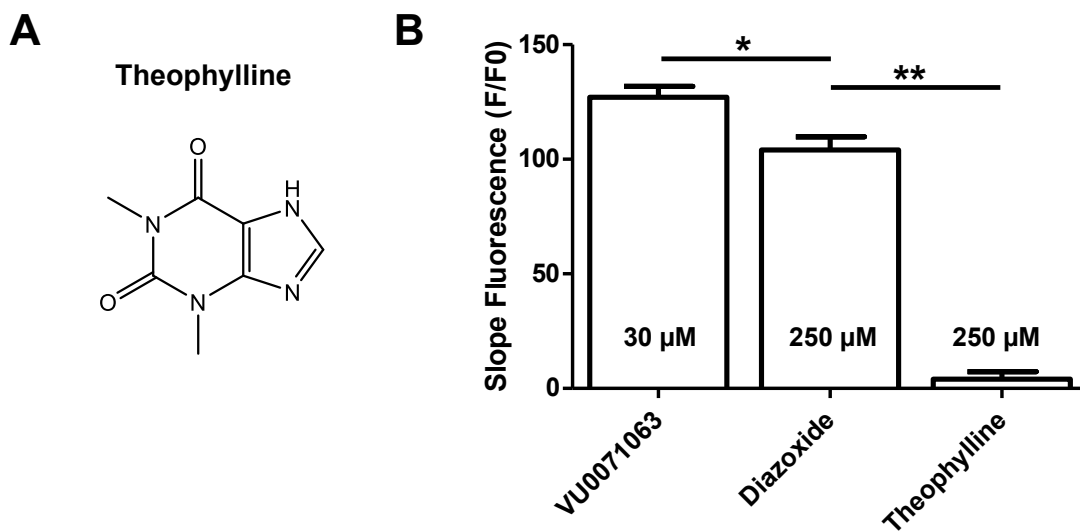 A
Theophylline
O
H
N
N
O
N
N
B
Slope Fluorescence (F/F0)
150
100
50
0
*
**
30 µM
250 µM
250 µM
VU0071063
Diazoxide
Theophylline